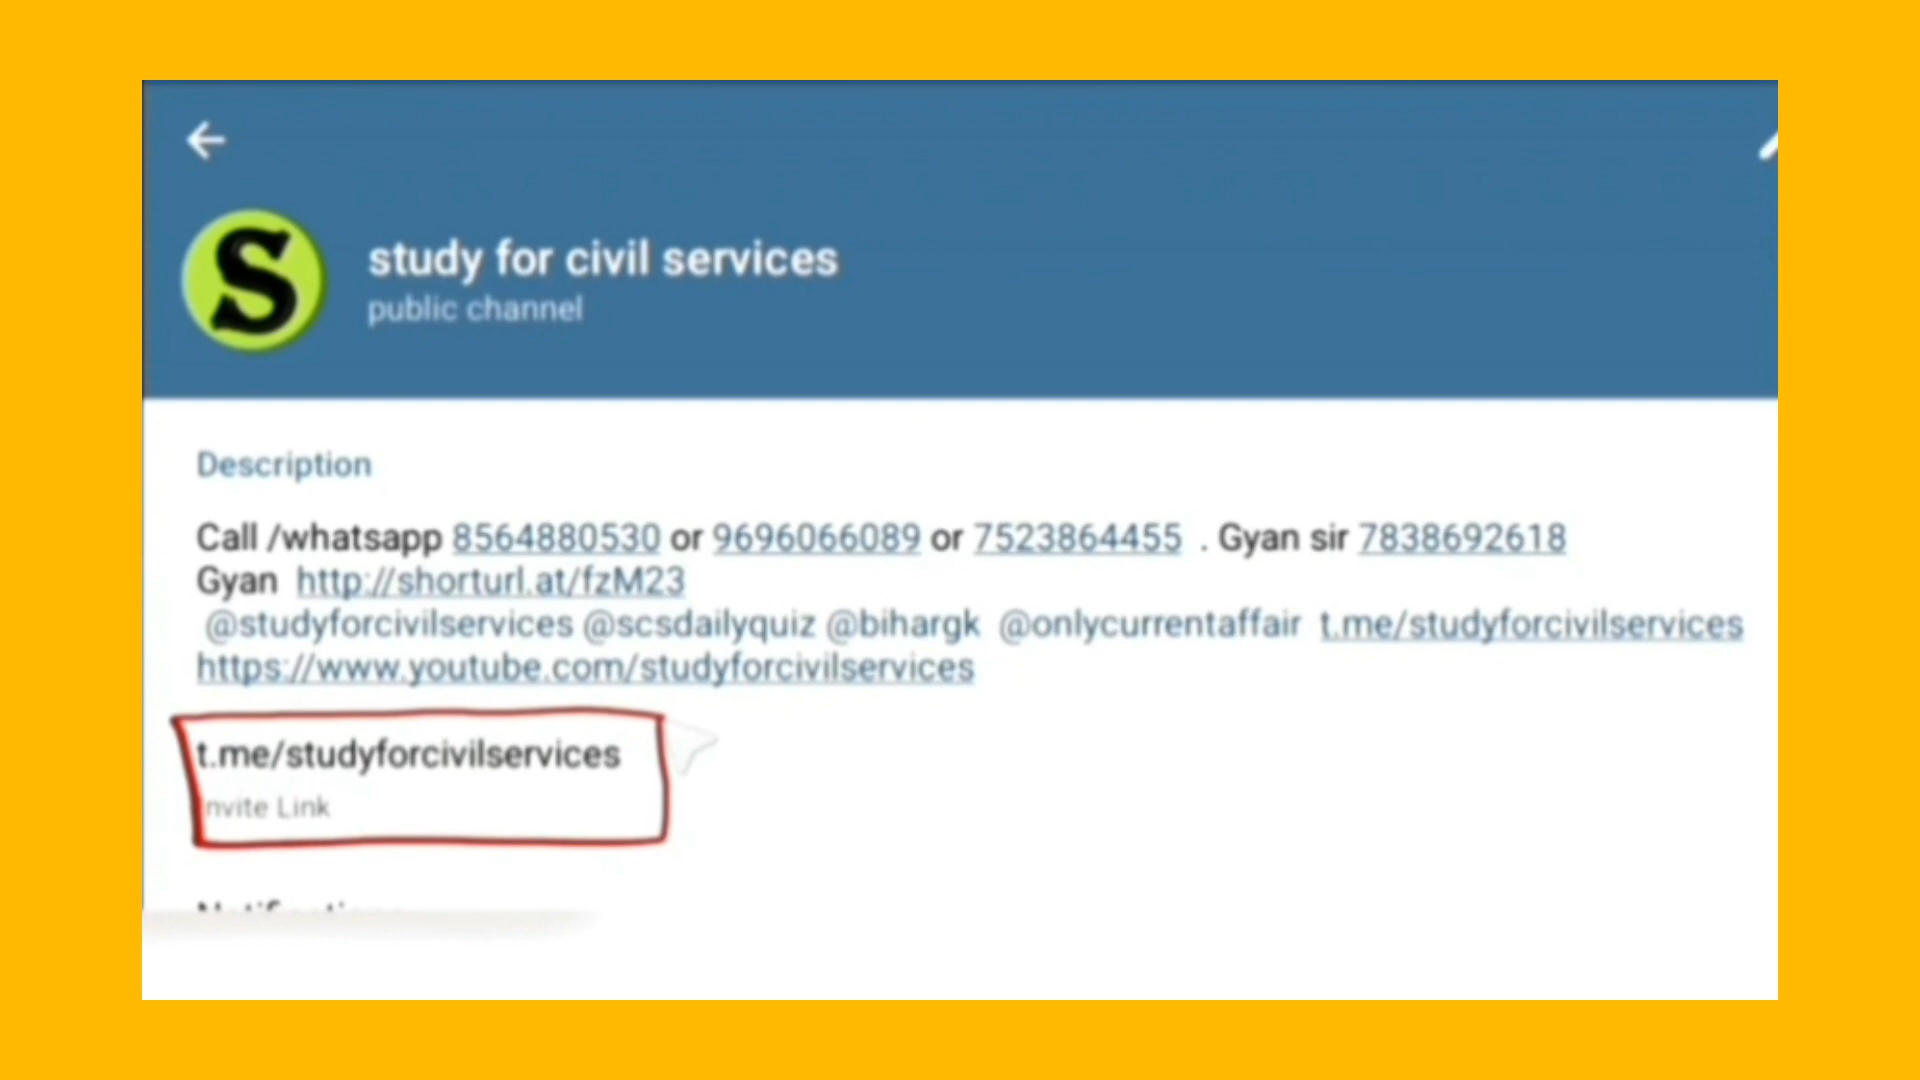 S
study for civil services
public channel
Description
Call /whatsapp 8564880530 or 9696066089 or 7523864455 . Gyan sir 7838692618
Gyan http://shorturl.at/fzM23
@studyforcivilservices @scsdailyquiz @bihargk @onlycurrentaffair t.me/studyforcivilservices
https://www.youtube.com/studyforcivilservices
t.me/studyforcivilservices
Invite Link